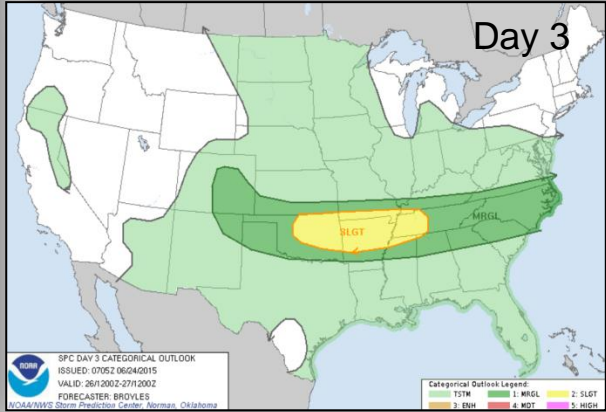 Day 3
SLGT
MRGL
NOAA
SPC DAY 3 CATEGORICAL OUTLOOK
ISSUED: 0705Z 06/24/2015
VALID: 26/1200Z-27/1200Z
FORECASTER: BROYLES
NOAA/NWS Storm Prediction Center, Norman, Oklahoma
Categorical Outlook Legend:
TSTM 1: MRGL 2: SLGT
3: ENH 4: MDT 5: HIGH